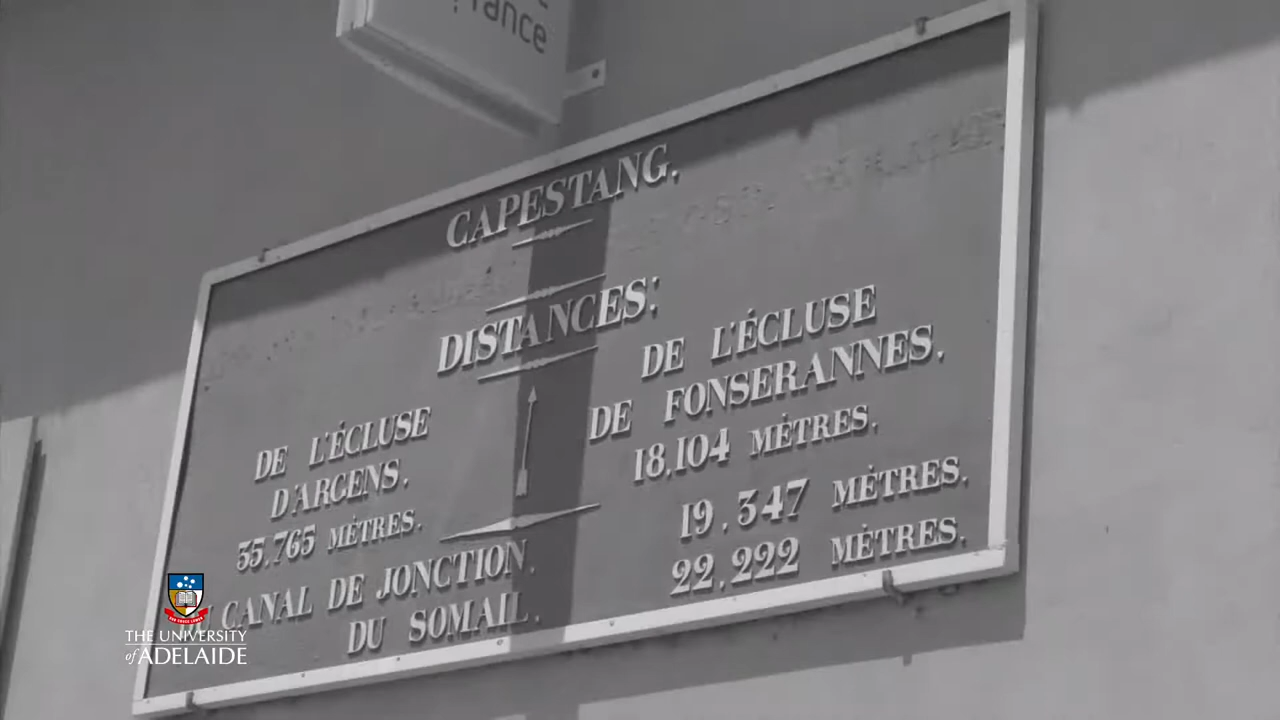 rance
CAPESTANG.
DISTANCES:
DE L'ÉCLUSE
D'ARGENS.
35.765 MÈTRES.
DE L'ÉCLUSE
DE FONSERANNES.
18.104 MÈTRES.
CANAL DE JONCTION. 19.347 MÈTRES.
DU SOMAIL. 22.222 MÈTRES.
THE UNIVERSITY
of ADELAIDE